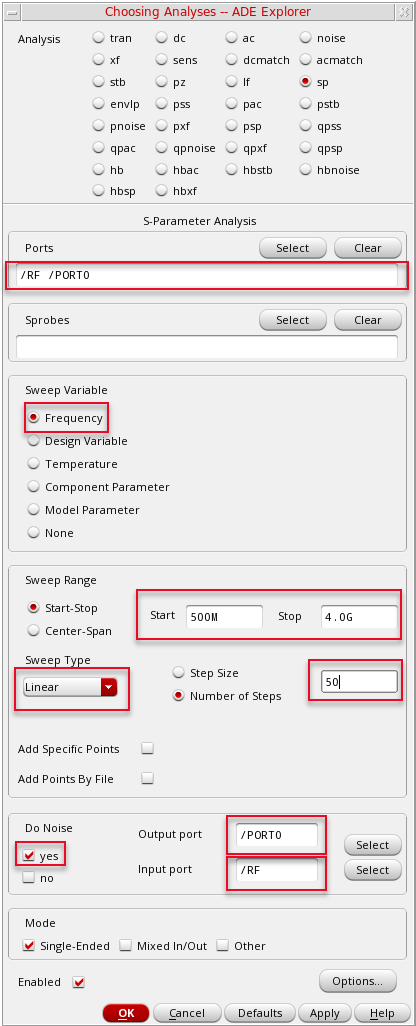 Choosing Analyses -- ADE Explorer
Analysis tran dc ac noise
xf sens dcmatch acmatch
stb pz lf sp
envlp pss pac pstb
pnoise pxf psp qpss
qpac qpnoise qpxf qpsp
hb hbac hbstb hbnoise
hbsp hbxf
S-Parameter Analysis
Ports Select Clear
/RF /PORT0
Sprobes Select Clear
Sweep Variable
Frequency
Design Variable
Temperature
Component Parameter
Model Parameter
None
Sweep Range
Start-Stop Start 500M Stop 4.0G
Center-Span
Sweep Type
Step Size
Linear Number of Steps 50
Add Specific Points
Add Points By File
Do Noise Output port /PORT0 Select
yes
Input port /RF Select
no
Mode
Single-Ended Mixed In/Out Other
Enabled Options...
OK Cancel Defaults Apply Help